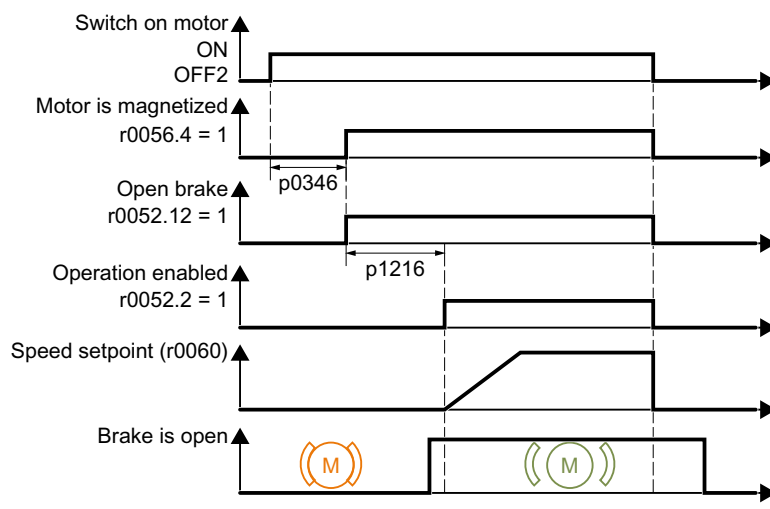 Switch on motor
ON
OFF2
Motor is magnetized
r0056.4 = 1
p0346
Open brake
r0052.12 = 1
p1216
Operation enabled
r0052.2 = 1
Speed setpoint (r0060)
Brake is open
M
M